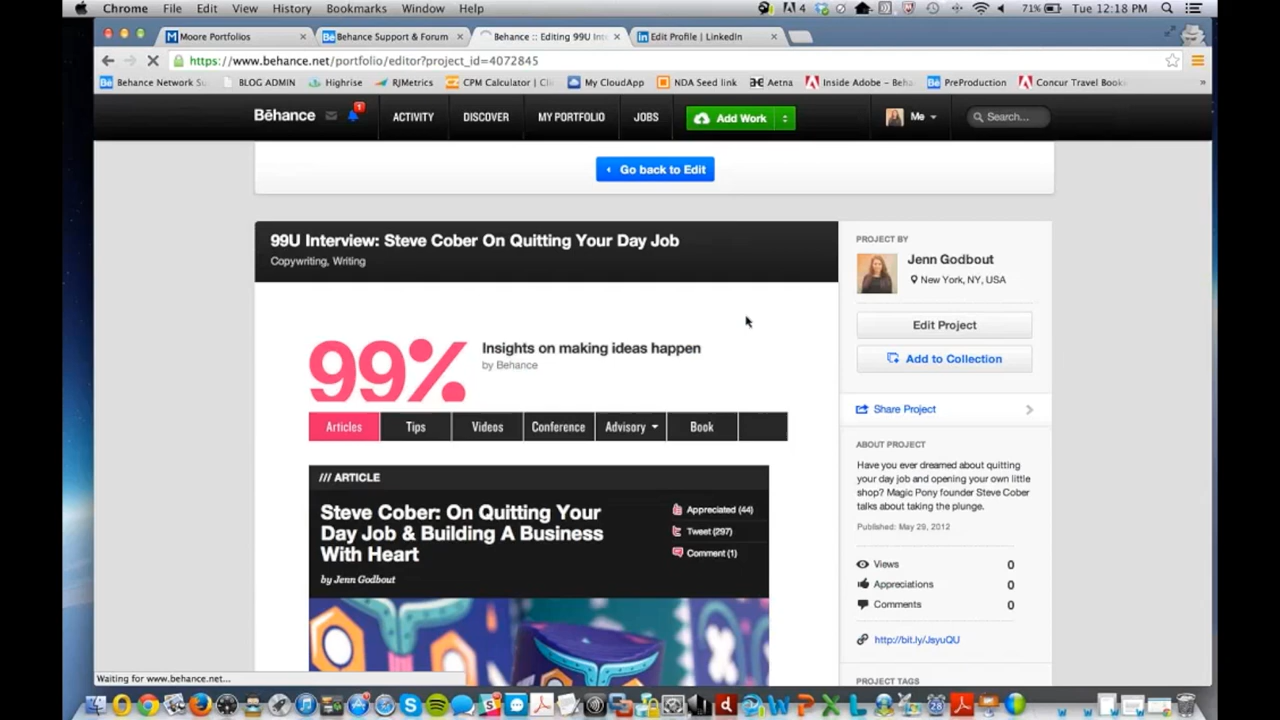 Chrome File Edit View History Bookmarks Window Help
4 71% Tue 12:18 PM
Moore Portfolios Behance Support & Forum Behance :: Editing 99U Int Edit Profile | LinkedIn
https://www.behance.net/portfolio/editor?project_id=4072845
Behance Network Su BLOG ADMIN Highrise RJMetrics CPM Calculator | Cli My CloudApp NDA Seed link Aetna Inside Adobe - Beha PreProduction Concur Travel Book »
Bēhance 1 ACTIVITY DISCOVER MY PORTFOLIO JOBS Add Work Me Search...
Go back to Edit
99U Interview: Steve Cober On Quitting Your Day Job
Copywriting, Writing
99%
Insights on making ideas happen
by Behance
Articles Tips Videos Conference Advisory Book
/// ARTICLE
Steve Cober: On Quitting Your
Day Job & Building A Business
With Heart
by Jenn Godbout
Appreciated (44)
Tweet (297)
Comment (1)
PROJECT BY
Jenn Godbout
New York, NY, USA
Edit Project
Add to Collection
Share Project
ABOUT PROJECT
Have you ever dreamed about quitting
your day job and opening your own little
shop? Magic Pony founder Steve Cober
talks about taking the plunge.
Published: May 29, 2012
Views 0
Appreciations 0
Comments 0
http://bit.ly/JsyuQU
PROJECT TAGS
Waiting for www.behance.net...